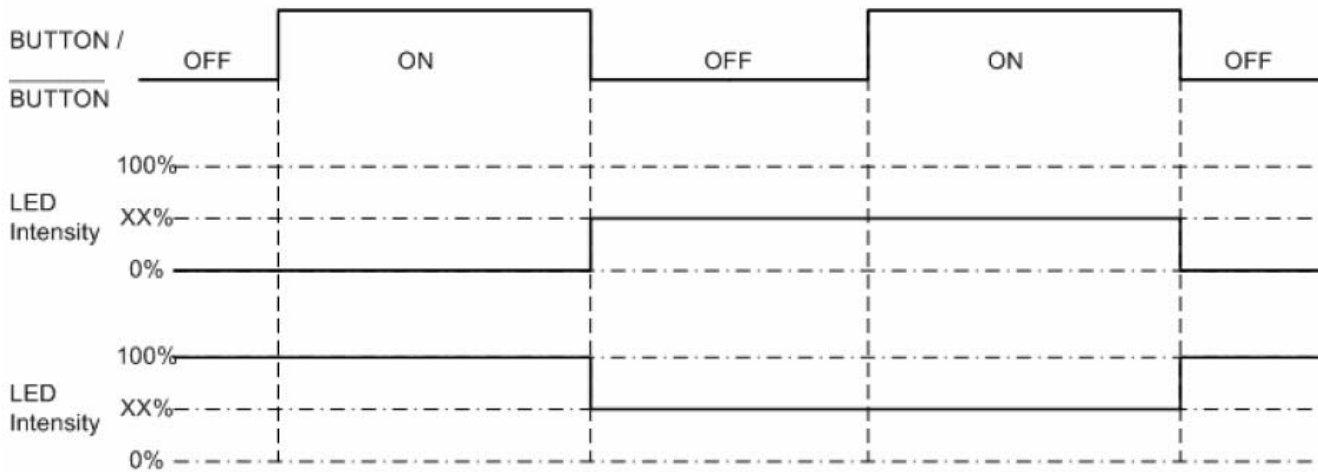 BUTTON /
BUTTON
OFF ON OFF ON OFF
100%
LED
Intensity
XX%
0%
100%
LED
Intensity
XX%
0%